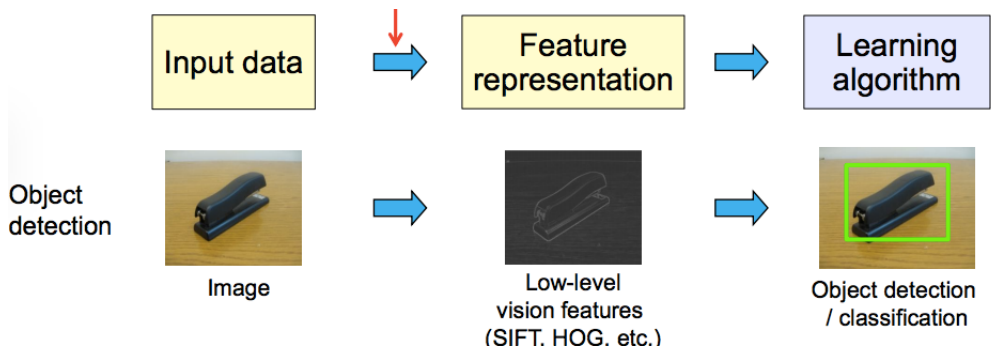 Input data
Feature
representation
Learning
algorithm
Object
detection
Image
Low-level
vision features
(SIFT, HOG, etc.)
Object detection
/ classification